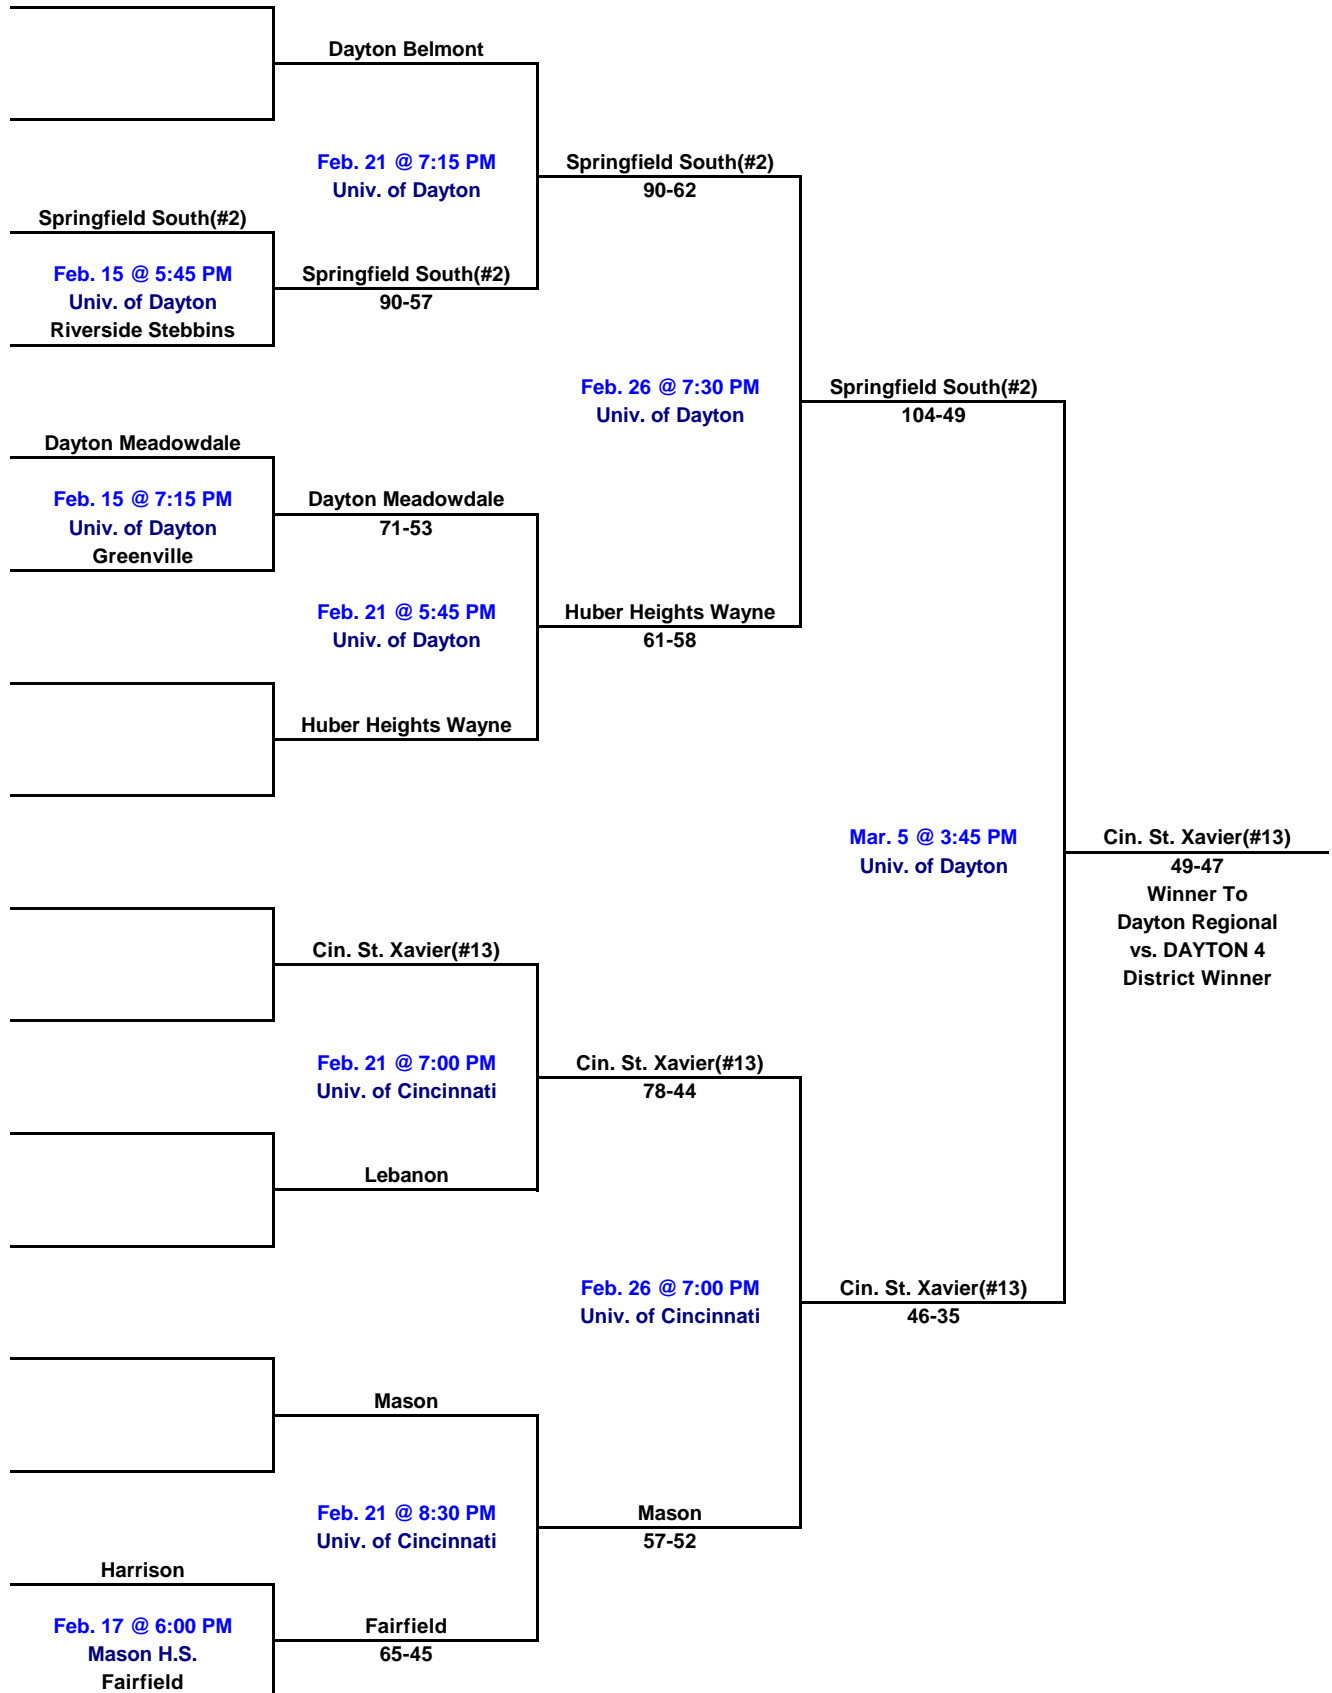 Dayton Belmont
Feb. 21 @ 7:15 PM
Univ. of Dayton
Springfield South(#2)
90-62
Springfield South(#2)
Feb. 15 @ 5:45 PM
Univ. of Dayton
Riverside Stebbins
Springfield South(#2)
90-57
Feb. 26 @ 7:30 PM
Univ. of Dayton
Springfield South(#2)
104-49
Dayton Meadowdale
Feb. 15 @ 7:15 PM
Univ. of Dayton
Greenville
Dayton Meadowdale
71-53
Feb. 21 @ 5:45 PM
Univ. of Dayton
Huber Heights Wayne
61-58
Huber Heights Wayne
Mar. 5 @ 3:45 PM
Univ. of Dayton
Cin. St. Xavier(#13)
49-47
Winner To
Dayton Regional
vs. DAYTON 4
District Winner
Cin. St. Xavier(#13)
Feb. 21 @ 7:00 PM
Univ. of Cincinnati
Cin. St. Xavier(#13)
78-44
Lebanon
Feb. 26 @ 7:00 PM
Univ. of Cincinnati
Cin. St. Xavier(#13)
46-35
Mason
Feb. 21 @ 8:30 PM
Univ. of Cincinnati
Mason
57-52
Harrison
Feb. 17 @ 6:00 PM
Mason H.S.
Fairfield
Fairfield
65-45